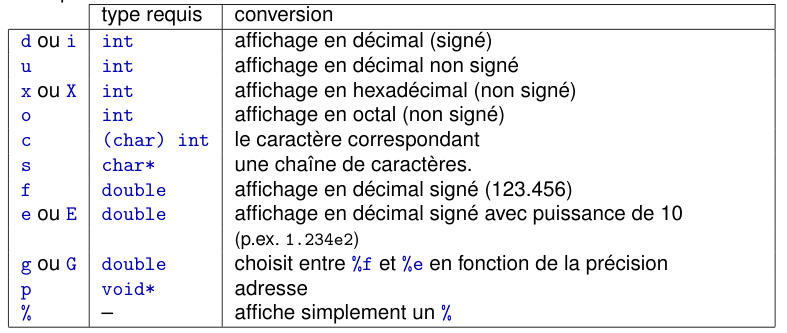 type requis conversion
d ou i int affichage en décimal (signé)
u int affichage en décimal non signé
x ou X int affichage en hexadécimal (non signé)
o int affichage en octal (non signé)
c (char) int le caractère correspondant
s char* une chaîne de caractères.
f double affichage en décimal signé (123.456)
e ou E double affichage en décimal signé avec puissance de 10
(p.ex. 1.234e2)
g ou G double choisit entre %f et %e en fonction de la précision
p void* adresse
% – affiche simplement un %